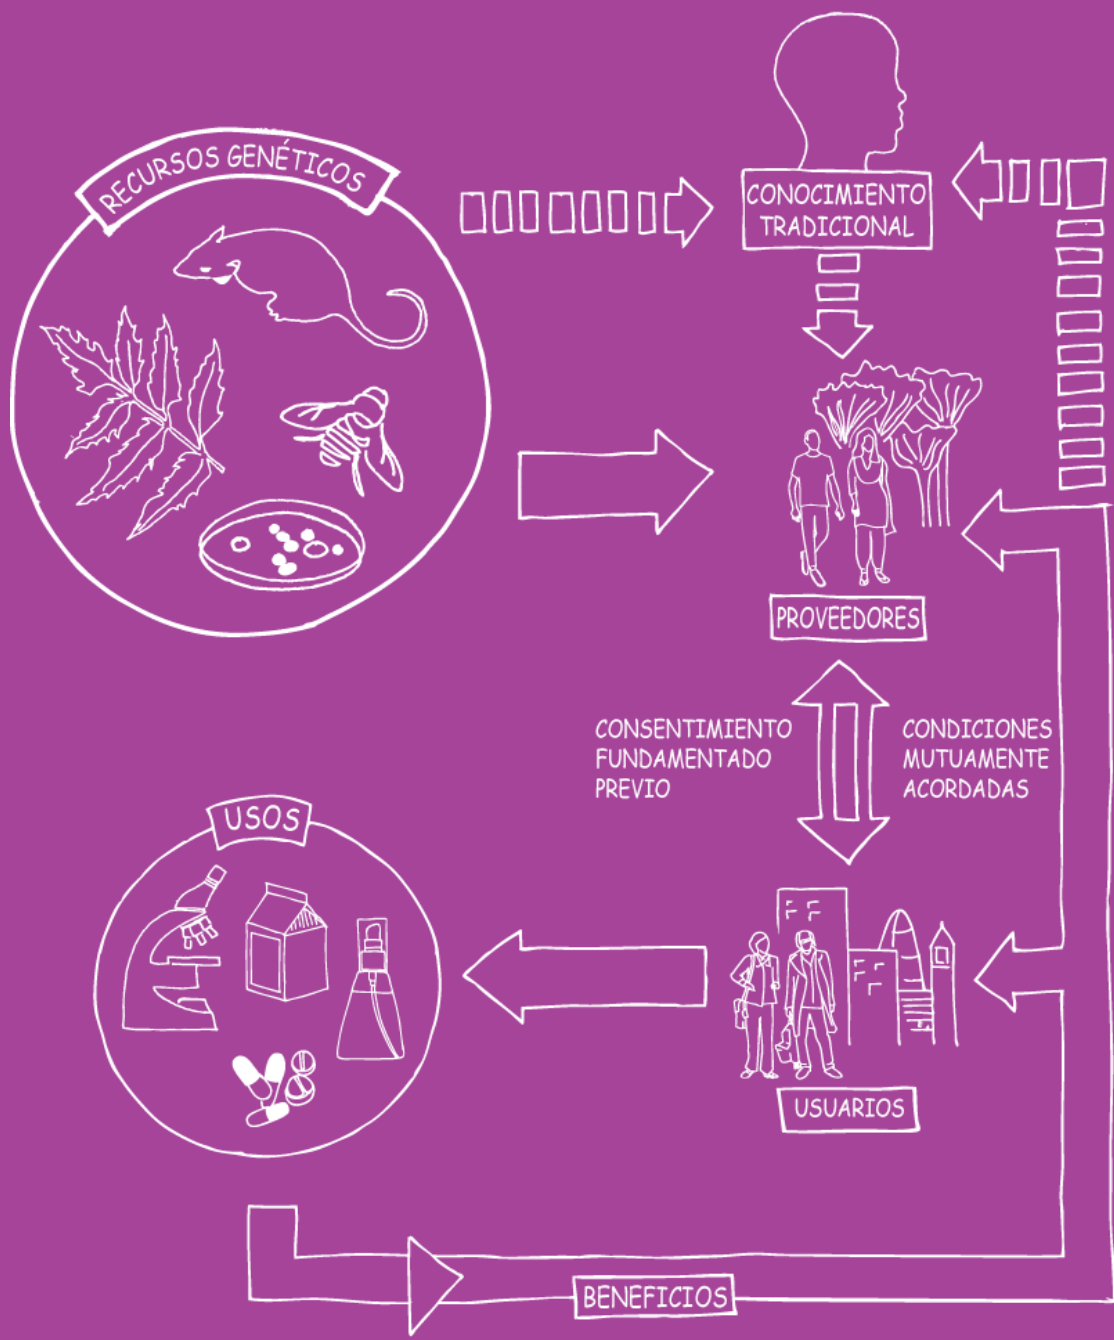 RECURSOS GENÉTICOS
CONOCIMIENTO
TRADICIONAL
PROVEEDORES
CONSENTIMIENTO
FUNDAMENTADO
PREVIO
CONDICIONES
MUTUAMENTE
ACORDADAS
USOS
USUARIOS
BENEFICIOS